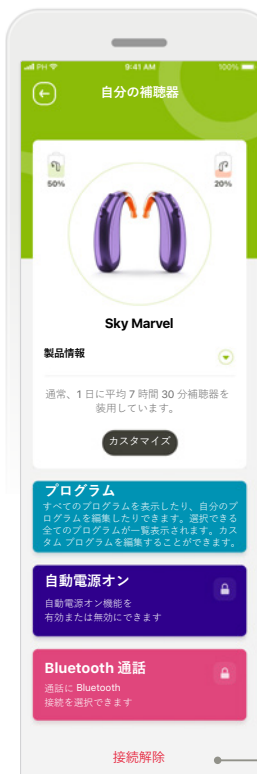 PH 9:41 AM 100%
自分の補聴器
50% 20%
Sky Marvel
製品情報
通常、1 日に平均 7 時間 30 分補聴器を
装用しています。
カスタマイズ
プログラム
すべてのプログラムを表示したり、自分のプ
ログラムを編集したりできます。選択できる
全てのプログラムが一覧表示されます。カス
タム プログラムを編集することができます。
自動電源オン
自動電源オン機能を
有効または無効にできます
Bluetooth 通話
通話に Bluetooth
接続を選択できます
接続解除